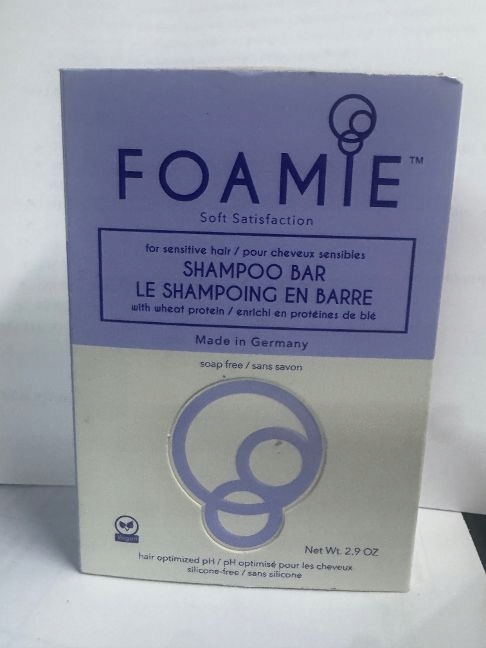 FOAMIE™
Soft Satisfaction
for sensitive hair / pour cheveux sensibles
SHAMPOO BAR
LE SHAMPOING EN BARRE
with wheat protein / enrichi en protéines de blé
Made in Germany
soap free / sans savon
Vegan
Net Wt. 2.9 OZ
hair optimized pH / pH optimisé pour les cheveux
silicone-free / sans silicone